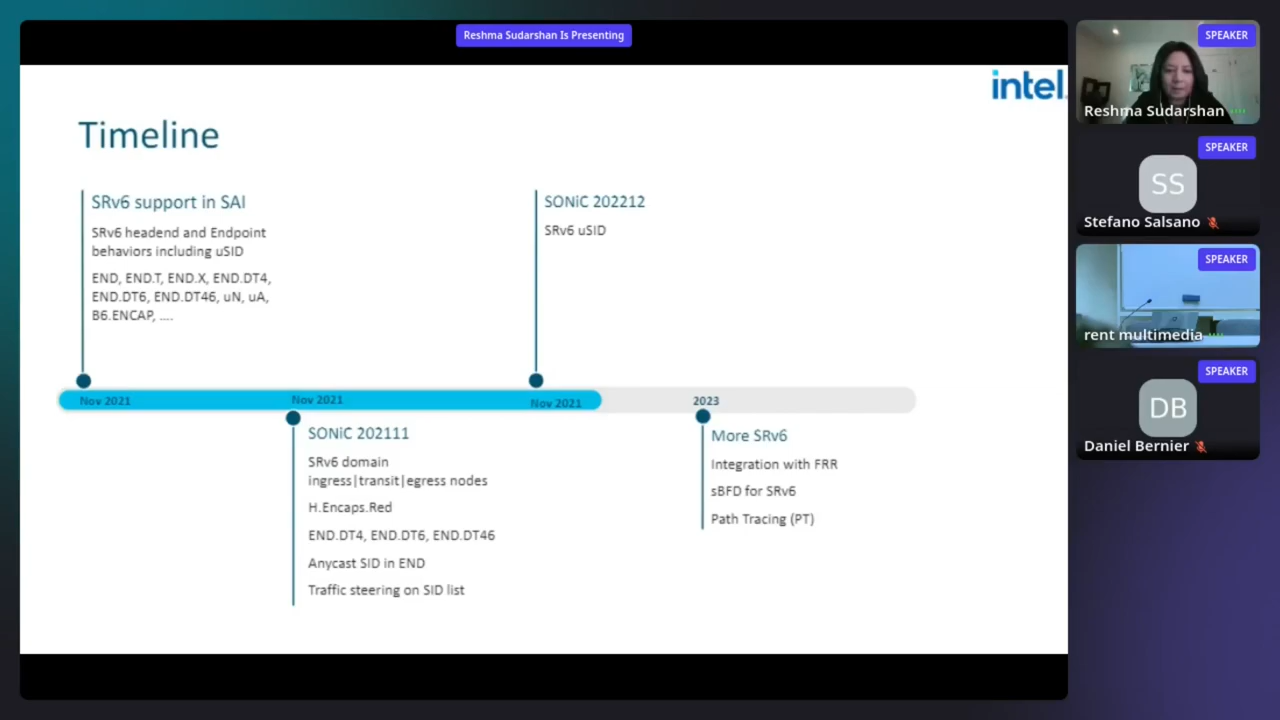 Reshma Sudarshan Is Presenting
intel
Timeline
SRv6 support in SAI
SRv6 headend and Endpoint
behaviors including uSID
END, END.T, END.X, END.DT4,
END.DT6, END.DT46, uN, uA,
B6.ENCAP, ....
SONiC 202212
SRv6 uSID
Nov 2021
Nov 2021
Nov 2021
2023
SONiC 202111
SRv6 domain
ingress|transit|egress nodes
H.Encaps.Red
END.DT4, END.DT6, END.DT46
Anycast SID in END
Traffic steering on SID list
More SRv6
Integration with FRR
sBFD for SRv6
Path Tracing (PT)
SPEAKER
Reshma Sudarshan
SPEAKER
SS
Stefano Salsano
SPEAKER
rent multimedia
SPEAKER
DB
Daniel Bernier